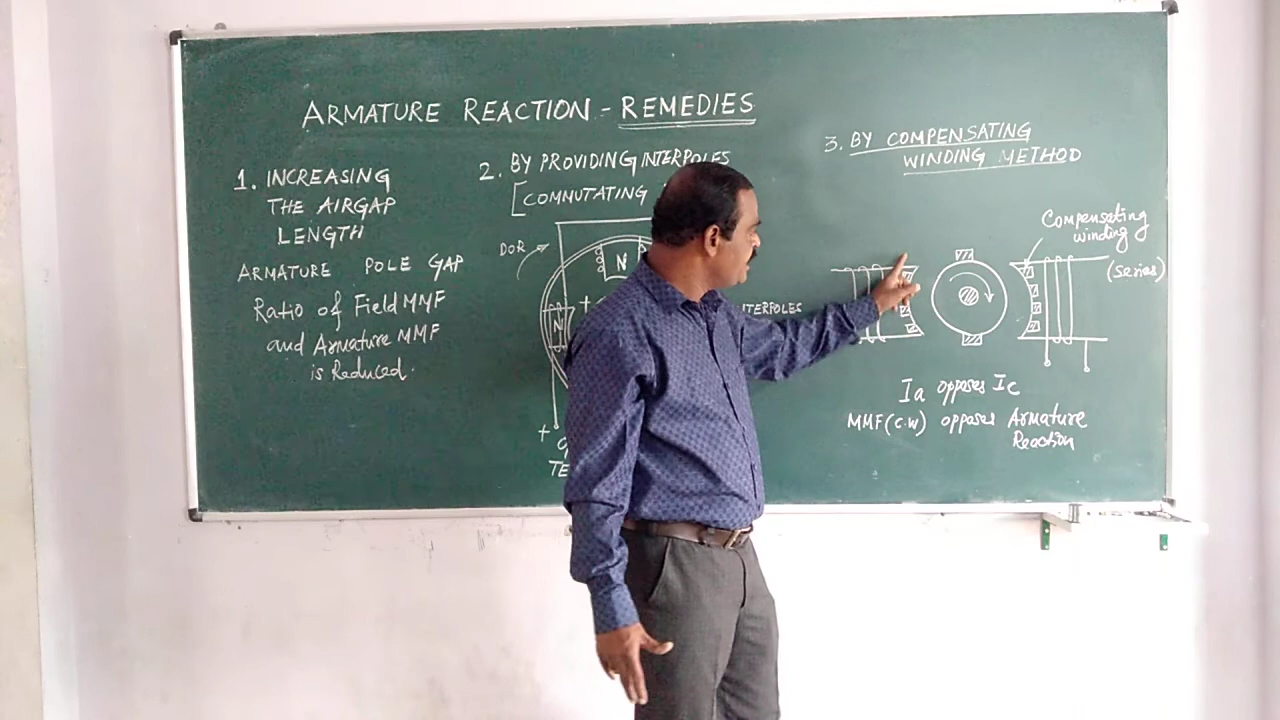 ARMATURE REACTION - REMEDIES
1. INCREASING
THE AIRGAP
LENGTH
ARMATURE POLE GAP
Ratio of Field MMF
and Armature MMF
is Reduced.
2. BY PROVIDING INTERPOLES
[COMMUTATING
DOR
N
N
+
+
3. BY COMPENSATING
WINDING METHOD
Compensating
winding
(series)
Ia opposes Ic
MMF(C.W) opposes Armature
Reaction